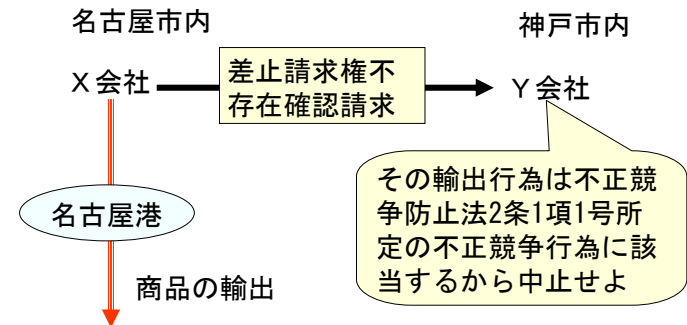 名古屋市内
神戸市内
X会社
差止請求権不
存在確認請求
Y会社
その輸出行為は不正競
争防止法2条1項1号所
定の不正競争行為に該
当するから中止せよ
名古屋港
商品の輸出